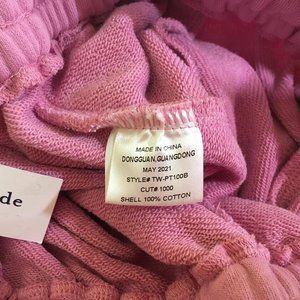 MADE IN CHINA
DONGGUAN, GUANGDONG
MAY 2021
STYLE# TW-PT100B
CUT# 1000
SHELL 100% COTTON
de